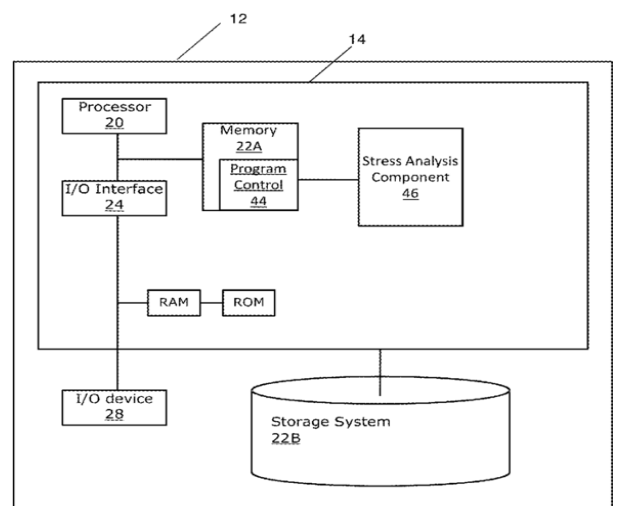 12
14
Processor
20
Memory
22A
Program
Control
44
Stress Analysis
Component
46
I/O Interface
24
RAM
ROM
I/O device
28
Storage System
22B